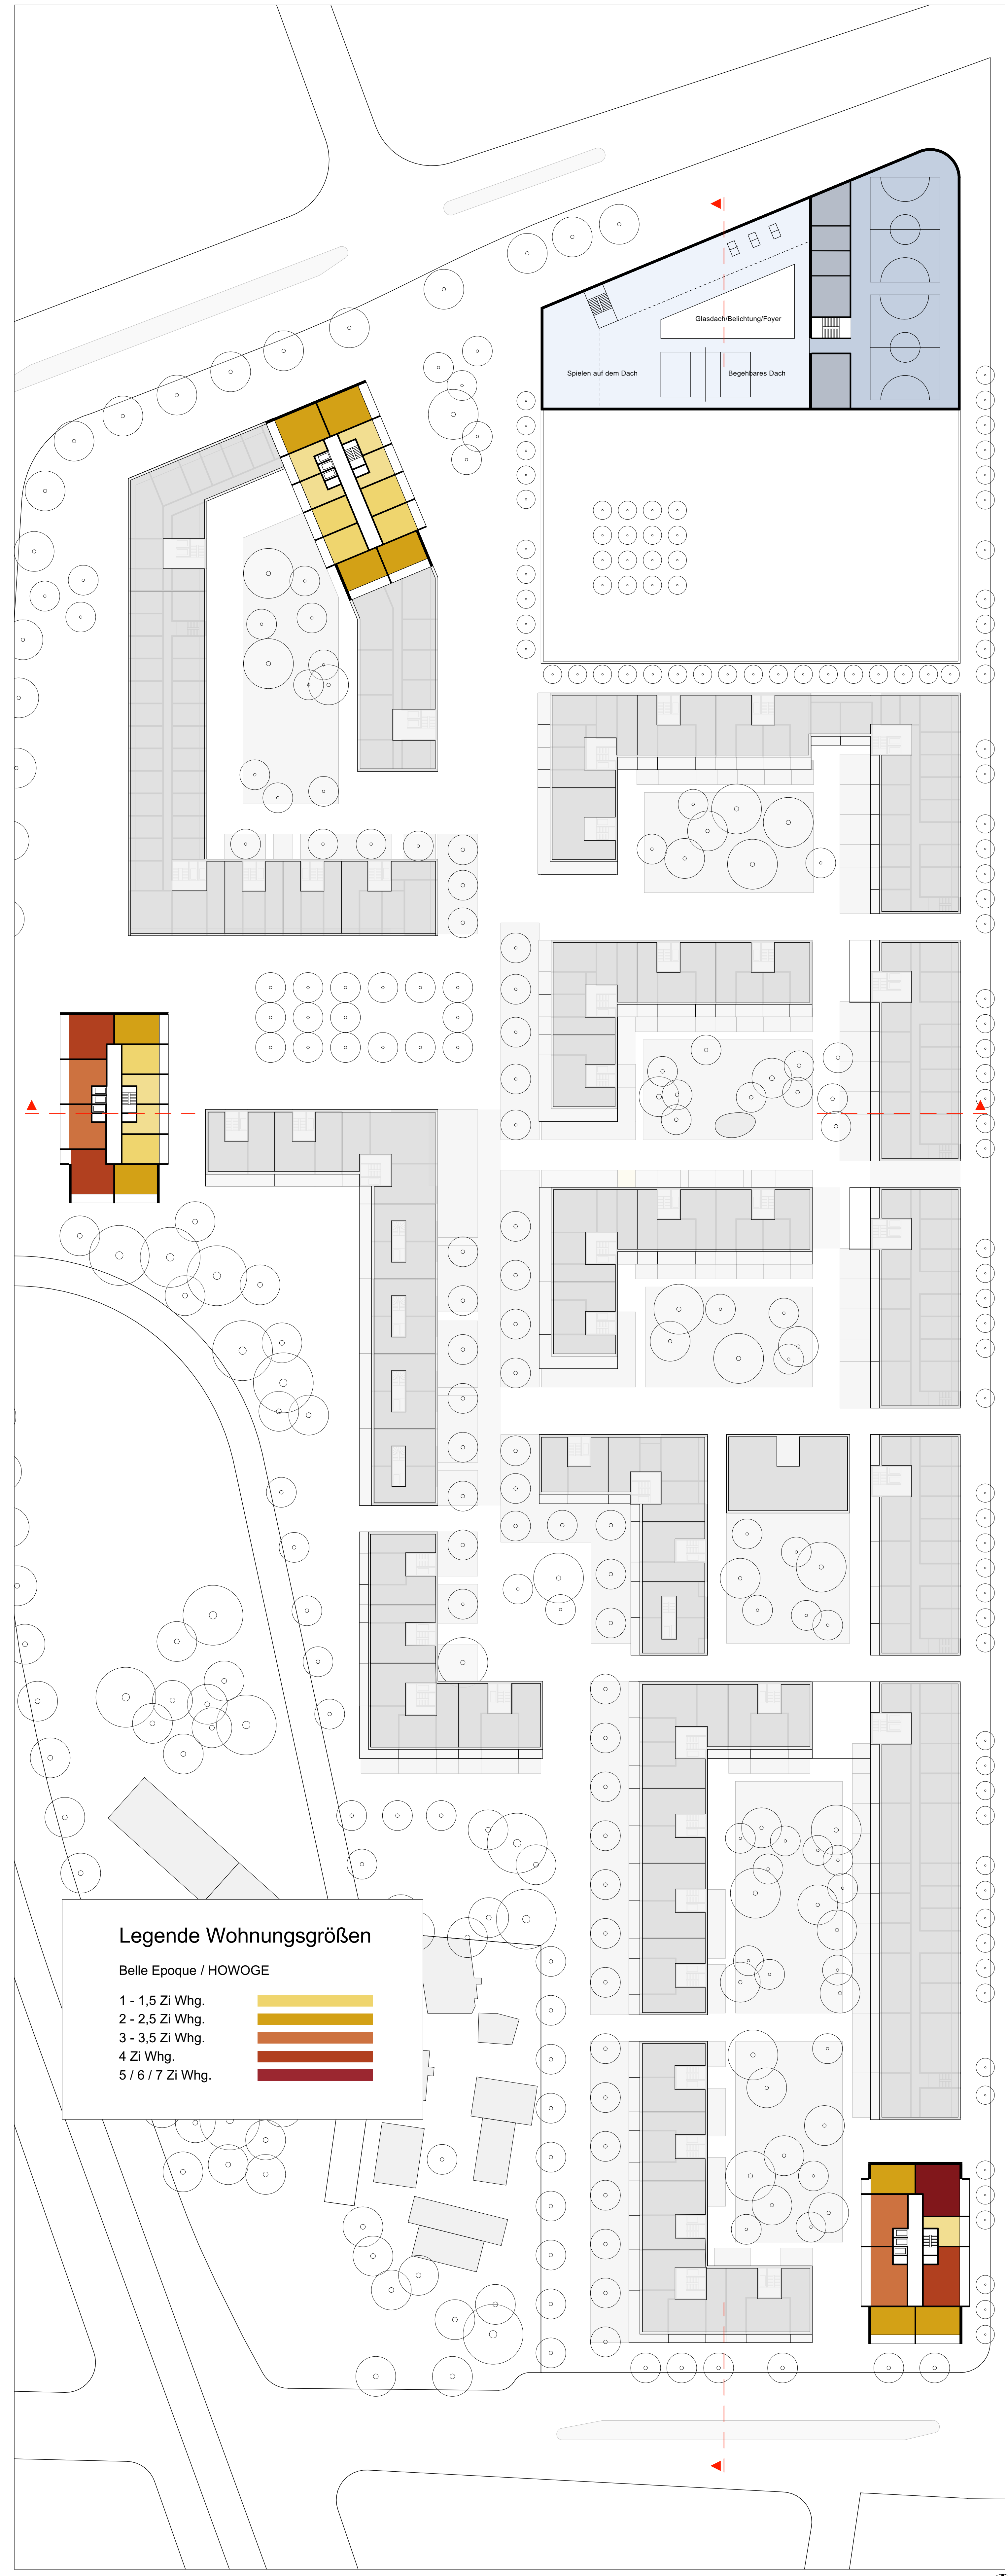 Glasdach/Belichtung/Foyer
Spielen auf dem Dach
Begehbares Dach
Legende Wohnungsgrößen
Belle Epoque / HOWOGE
1 - 1,5 Zi Whg.
2 - 2,5 Zi Whg.
3 - 3,5 Zi Whg.
4 Zi Whg.
5 / 6 / 7 Zi Whg.